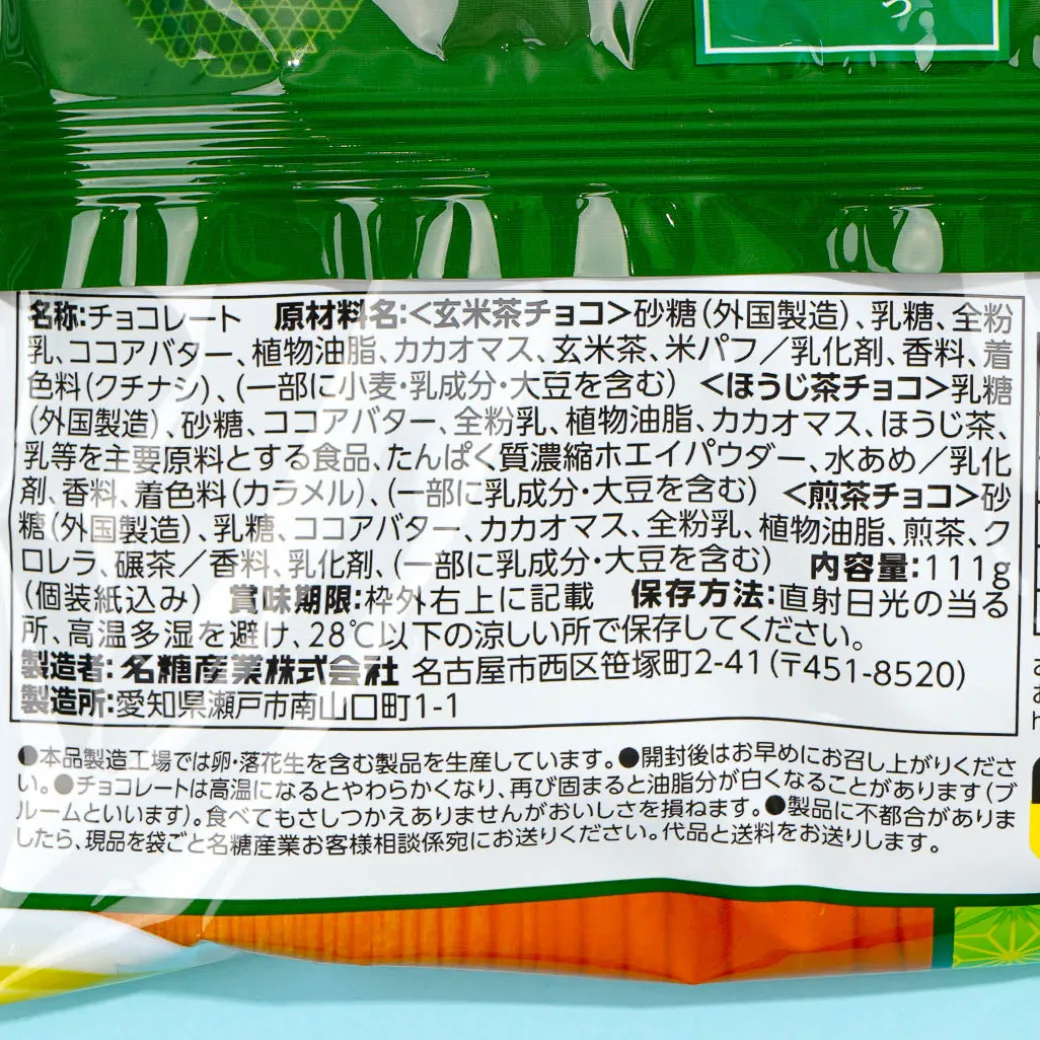 つ
名称:チョコレート 原材料名:<玄米茶チョコ>砂糖(外国製造)、乳糖、全粉
乳、ココアバター、植物油脂、カカオマス、玄米茶、米パフ/乳化剤、香料、着
色料(クチナシ)、(一部に小麦・乳成分・大豆を含む) <ほうじ茶チョコ>乳糖
(外国製造)、砂糖、ココアバター、全粉乳、植物油脂、カカオマス、ほうじ茶、
乳等を主要原料とする食品、たんぱく質濃縮ホエイパウダー、水あめ/乳化
剤、香料、着色料(カラメル)、(一部に乳成分・大豆を含む) <煎茶チョコ>砂
糖(外国製造)、乳糖、ココアバター、カカオマス、全粉乳、植物油脂、煎茶、ク
ロレラ、碾茶/香料、乳化剤、(一部に乳成分・大豆を含む) 内容量:111g
(個装紙込み) 賞味期限:枠外右上に記載 保存方法:直射日光の当る
所、高温多湿を避け、28℃以下の涼しい所で保存してください。
製造者:名糖産業株式会社 名古屋市西区笹塚町2-41(〒451-8520)
製造所:愛知県瀬戸市南山口町1-1
●本品製造工場では卵・落花生を含む製品を生産しています。●開封後はお早めにお召し上がりくださ
い。●チョコレートは高温になるとやわらかくなり、再び固まると油脂分が白くなることがあります(ブ
ルームといいます)。食べてもさしつかえありませんがおいしさを損ねます。●製品に不都合がありま
したら、現品を袋ごと名糖産業お客様相談係宛にお送りください。代品と送料をお送りします。